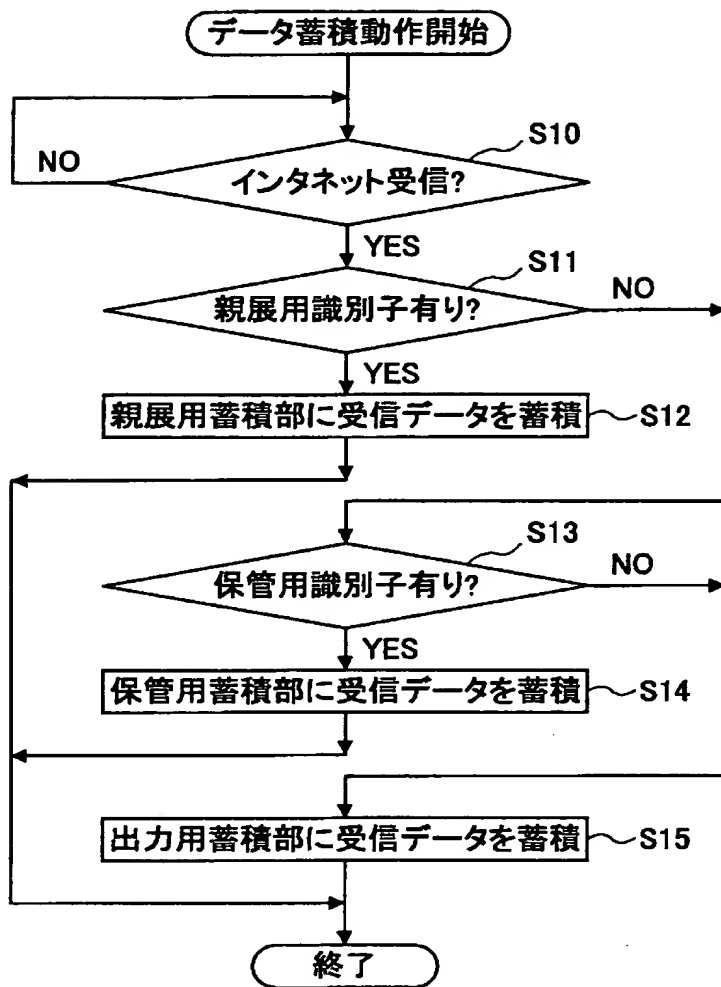 データ蓄積動作開始
S10
NO
インタネット受信?
YES
S11
親展用識別子有り?
NO
YES
親展用蓄積部に受信データを蓄積
S12
S13
保管用識別子有り?
NO
YES
保管用蓄積部に受信データを蓄積
S14
出力用蓄積部に受信データを蓄積
S15
終了